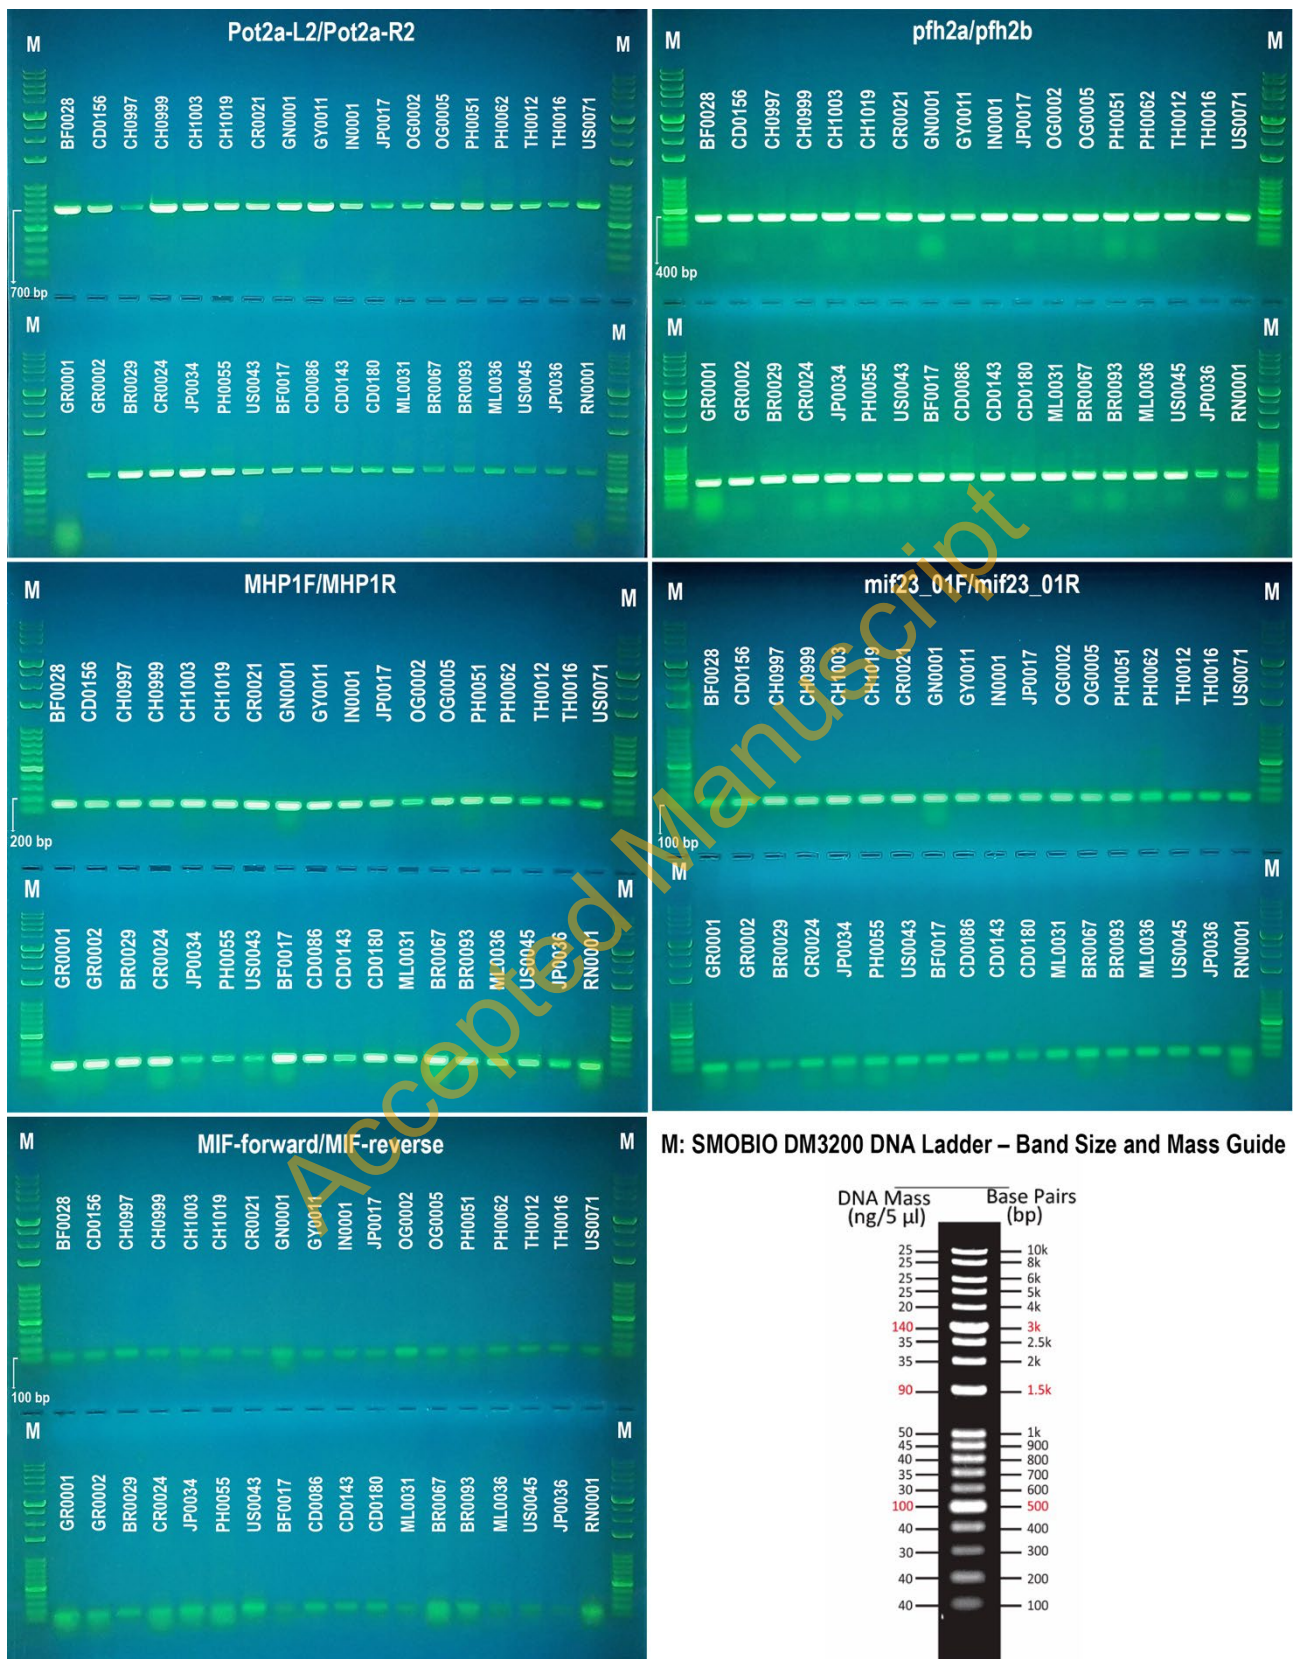 Pot2a-L2/Pot2a-R2
M M
BF0028 CD0156 CH0997 CH0999 CH1003 CH1019 CR0021 GN0001 GY0011 IN0001 JP0017 OG0002 OG0005 PH0051 PH0062 TH0012 TH0016 US0071
700 bp
M M
GR0001 GR0002 BR0029 CR0024 JP0034 PH0055 US0043 BF0017 CD0086 CD0143 CD0180 ML0031 BR0067 BR0093 ML0036 US0045 JP0036 RN0001
pfh2a/pfh2b
M M
BF0028 CD0156 CH0997 CH0999 CH1003 CH1019 CR0021 GN0001 GY0011 IN0001 JP0017 OG0002 OG0005 PH0051 PH0062 TH0012 TH0016 US0071
400 bp
M M
GR0001 GR0002 BR0029 CR0024 JP0034 PH0055 US0043 BF0017 CD0086 CD0143 CD0180 ML0031 BR0067 BR0093 ML0036 US0045 JP0036 RN0001
MHP1F/MHP1R
M M
BF0028 CD0156 CH0997 CH0999 CH1003 CH1019 CR0021 GN0001 GY0011 IN0001 JP0017 OG0002 OG0005 PH0051 PH0062 TH0012 TH0016 US0071
200 bp
M M
GR0001 GR0002 BR0029 CR0024 JP0034 PH0055 US0043 BF0017 CD0086 CD0143 CD0180 ML0031 BR0067 BR0093 ML0036 US0045 JP0036 RN0001
mif23_01F/mif23_01R
M M
BF0028 CD0156 CH0997 CH0999 CH1003 CH1019 CR0021 GN0001 GY0011 IN0001 JP0017 OG0002 OG0005 PH0051 PH0062 TH0012 TH0016 US0071
100 bp
M M
GR0001 GR0002 BR0029 CR0024 JP0034 PH0055 US0043 BF0017 CD0086 CD0143 CD0180 ML0031 BR0067 BR0093 ML0036 US0045 JP0036 RN0001
MIF-forward/MIF-reverse
M M
BF0028 CD0156 CH0997 CH0999 CH1003 CH1019 CR0021 GN0001 GY0011 IN0001 JP0017 OG0002 OG0005 PH0051 PH0062 TH0012 TH0016 US0071
100 bp
M M
GR0001 GR0002 BR0029 CR0024 JP0034 PH0055 US0043 BF0017 CD0086 CD0143 CD0180 ML0031 BR0067 BR0093 ML0036 US0045 JP0036 RN0001
M: SMOBIO DM3200 DNA Ladder – Band Size and Mass Guide
DNA Mass Base Pairs
(ng/5 µl) (bp)
25 10k
25 8k
25 6k
25 5k
20 4k
140 3k
35 2.5k
35 2k
90 1.5k
50 1k
45 900
40 800
35 700
30 600
100 500
40 400
30 300
40 200
40 100
Accepted Manuscript